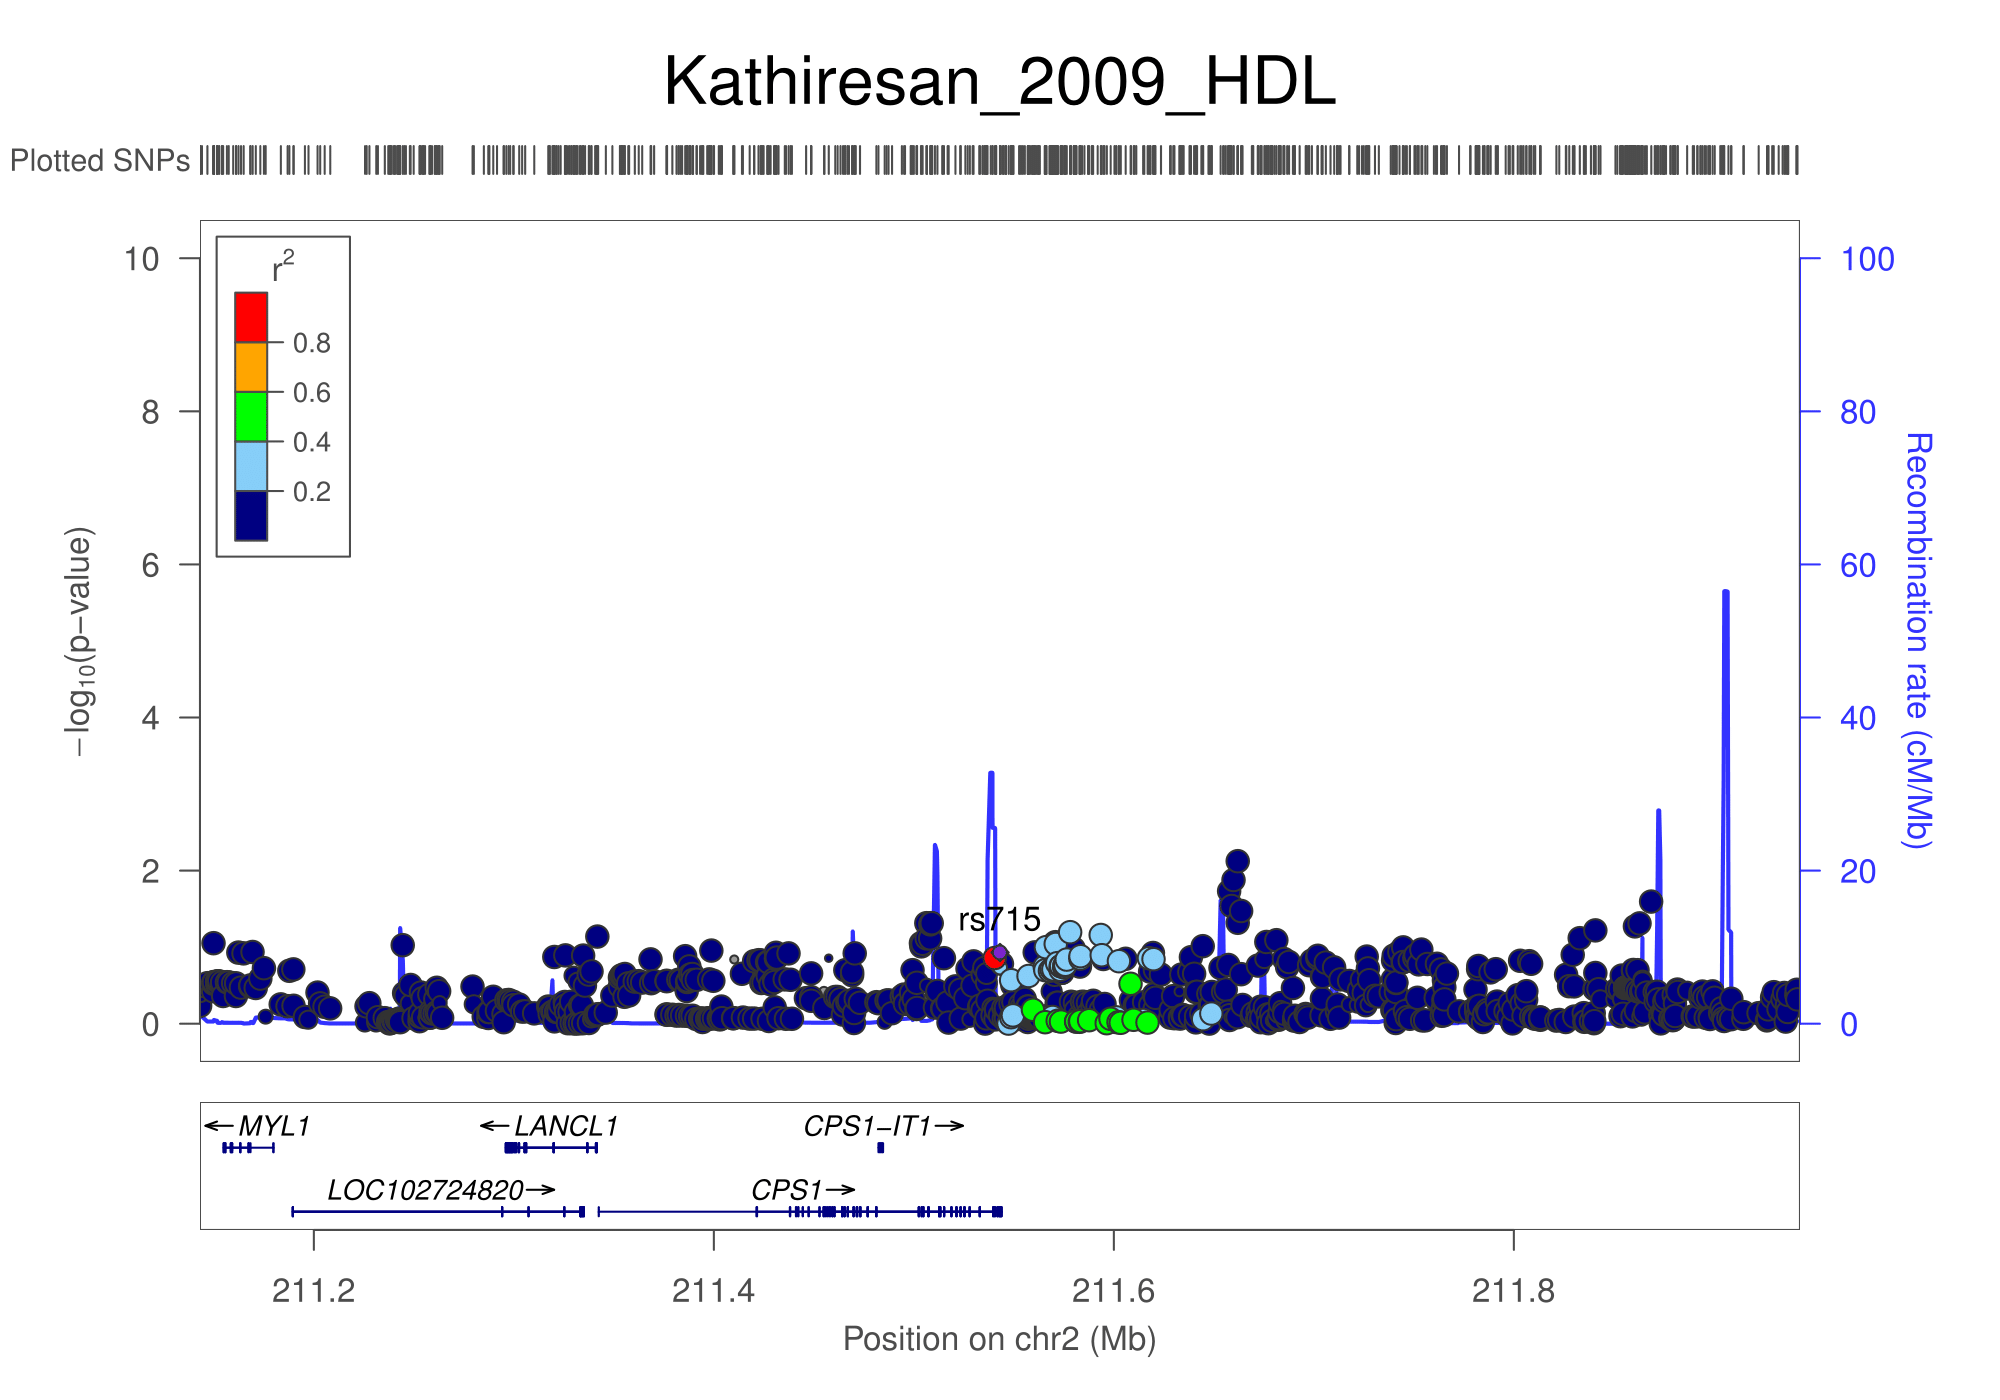 Kathiresan_2009_HDL
Plotted SNPs
10
8
6
4
2
0
−log10(p−value)
r2
0.8
0.6
0.4
0.2
rs715
100
80
60
40
20
0
Recombination rate (cM/Mb)
MYL1
LANCL1
CPS1−IT1
LOC102724820
CPS1
211.2
211.4
211.6
211.8
Position on chr2 (Mb)